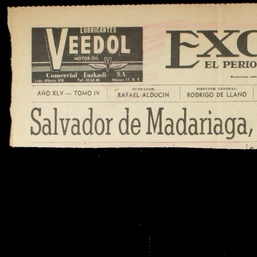 LUBRICANTES
VEEDOL
MOTOR OIL
Comercial Euzkadi S A
EXC
EL PERIO
AÑO XLV — TOMO IV
FUNDADOR:
RAFAEL ALDUCIN
DIRECTOR GENERAL:
RODRIGO DE LLANO
Salvador de Madariaga,